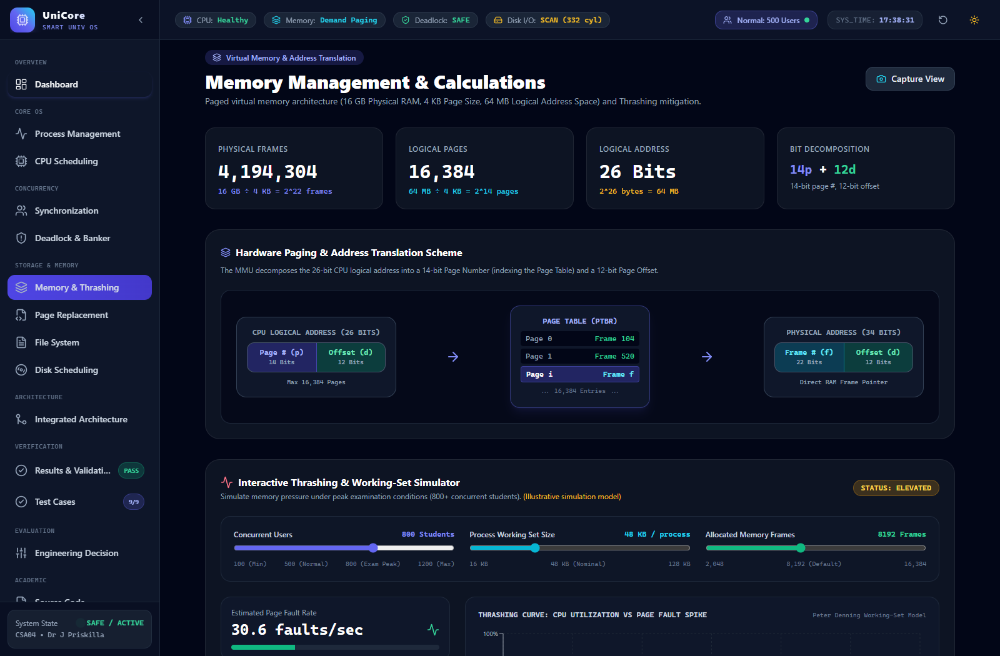 UniCore
SMART UNIV OS
CPU: Healthy
Memory: Demand Paging
Deadlock: SAFE
Disk I/O: SCAN (332 cyl)
Normal: 500 Users
SYS_TIME: 17:38:31
OVERVIEW
Dashboard
CORE OS
Process Management
CPU Scheduling
CONCURRENCY
Synchronization
Deadlock & Banker
STORAGE & MEMORY
Memory & Thrashing
Page Replacement
File System
Disk Scheduling
ARCHITECTURE
Integrated Architecture
VERIFICATION
Results & Validati... PASS
Test Cases 9/9
EVALUATION
Engineering Decision
ACADEMIC
Source Code
System State SAFE / ACTIVE
CSA04 • Dr J Priskilla
Virtual Memory & Address Translation
Memory Management & Calculations
Paged virtual memory architecture (16 GB Physical RAM, 4 KB Page Size, 64 MB Logical Address Space) and Thrashing mitigation.
Capture View
PHYSICAL FRAMES
4,194,304
16 GB ÷ 4 KB = 2^22 frames
LOGICAL PAGES
16,384
64 MB ÷ 4 KB = 2^14 pages
LOGICAL ADDRESS
26 Bits
2^26 bytes = 64 MB
BIT DECOMPOSITION
14p + 12d
14-bit page #, 12-bit offset
Hardware Paging & Address Translation Scheme
The MMU decomposes the 26-bit CPU logical address into a 14-bit Page Number (indexing the Page Table) and a 12-bit Page Offset.
CPU LOGICAL ADDRESS (26 BITS)
Page # (p) Offset (d)
14 Bits 12 Bits
Max 16,384 Pages
PAGE TABLE (PTBR)
Page 0 Frame 104
Page 1 Frame 520
Page i Frame f
... 16,384 Entries ...
PHYSICAL ADDRESS (34 BITS)
Frame # (f) Offset (d)
22 Bits 12 Bits
Direct RAM Frame Pointer
Interactive Thrashing & Working-Set Simulator
Simulate memory pressure under peak examination conditions (800+ concurrent students). (Illustrative simulation model)
STATUS: ELEVATED
Concurrent Users 800 Students
100 (Min) 500 (Normal) 800 (Exam Peak) 1200 (Max)
Process Working Set Size 48 KB / process
16 KB 48 KB (Nominal) 128 KB
Allocated Memory Frames 8192 Frames
2,048 8,192 (Default) 16,384
Estimated Page Fault Rate
30.6 faults/sec
THRASHING CURVE: CPU UTILIZATION VS PAGE FAULT SPIKE
Peter Denning Working-Set Model
100%